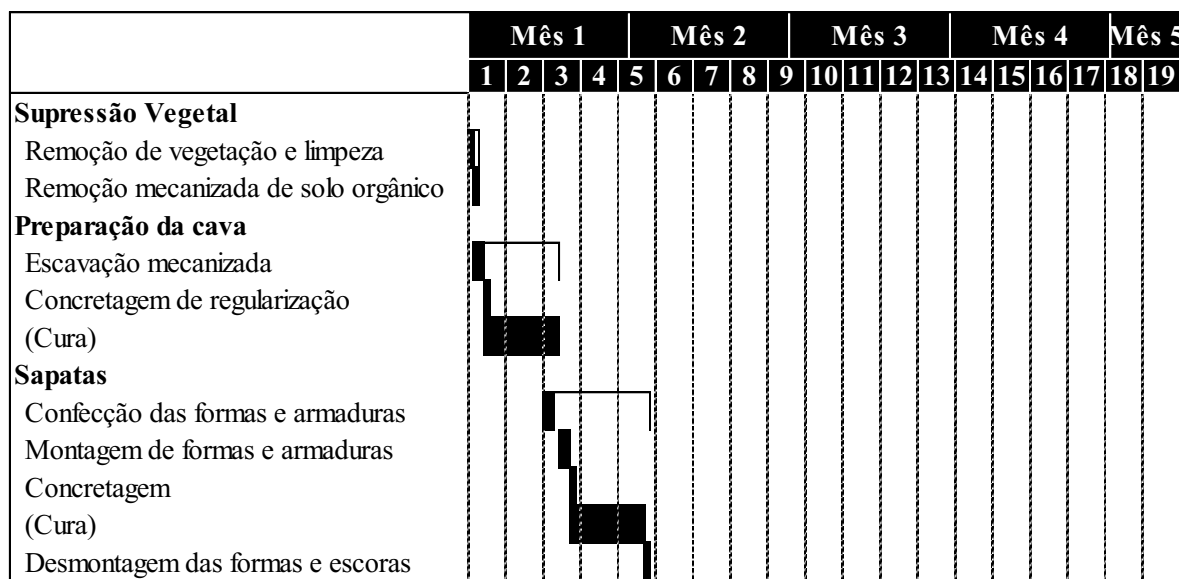 Mês 1 Mês 2 Mês 3 Mês 4 Mês 5
1 2 3 4 5 6 7 8 9 10 11 12 13 14 15 16 17 18 19
Supressão Vegetal
Remoção de vegetação e limpeza
Remoção mecanizada de solo orgânico
Preparação da cava
Escavação mecanizada
Concretagem de regularização
(Cura)
Sapatas
Confecção das formas e armaduras
Montagem de formas e armaduras
Concretagem
(Cura)
Desmontagem das formas e escoras